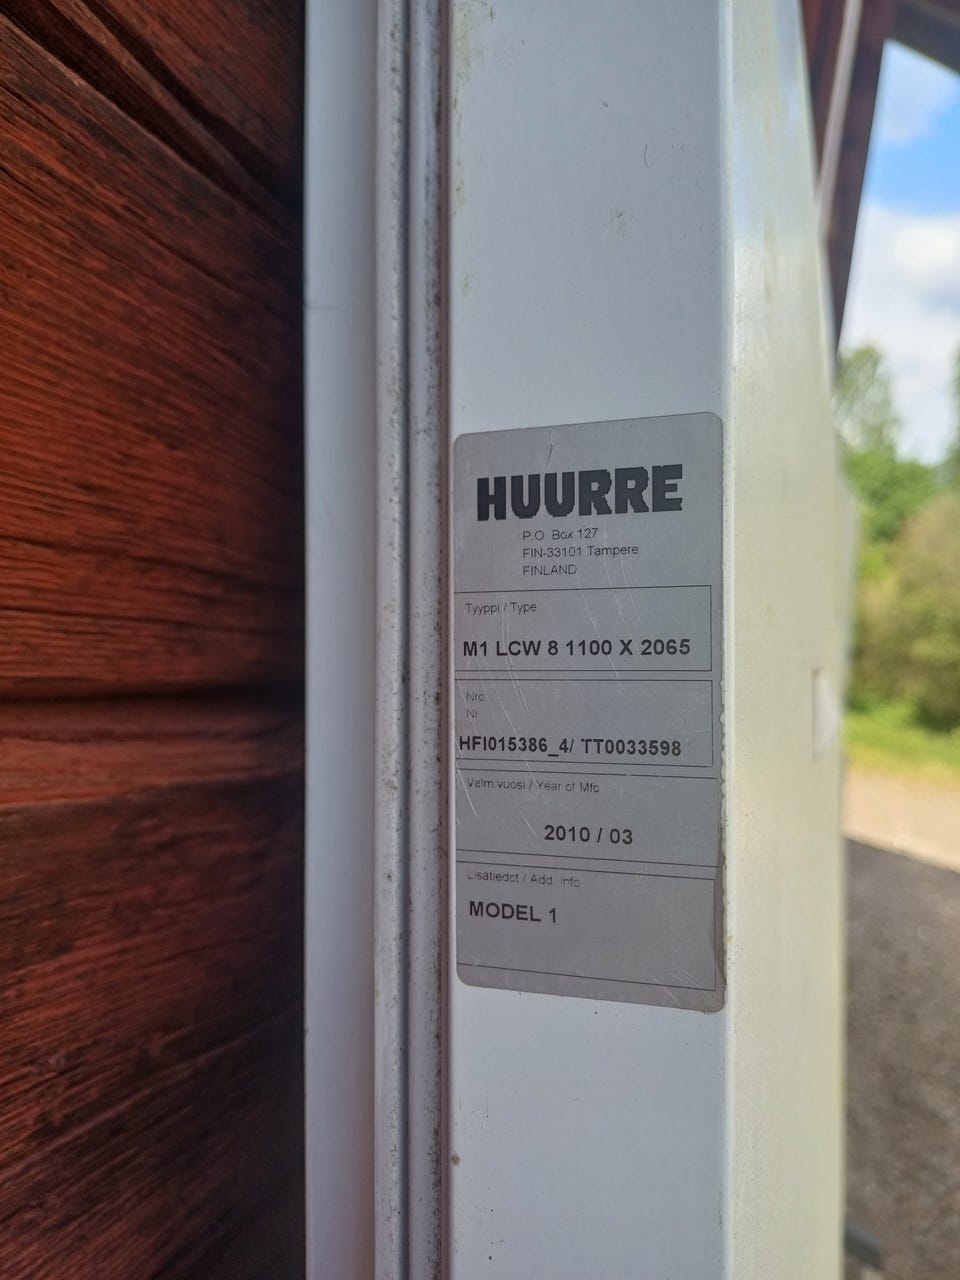 HUURRE
P.O. Box 127
FIN-33101 Tampere
FINLAND
Tyyppi / Type
M1 LCW 8 1100 X 2065
Nro.
Nr
HFI015386_4/ TT0033598
Valm vuosi / Year of Mfc
2010 / 03
Lisätiedot / Add. info
MODEL 1